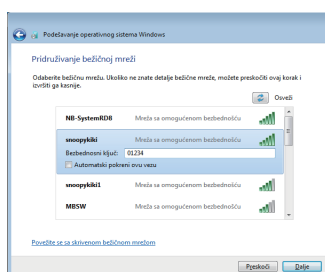 Podešavanje operativnog sistema Windows
Pridruživanje bežičnoj mreži
Odaberite bežičnu mrežu. Ukoliko ne znate detalje bežične mreže, možete preskočiti ovaj korak i
izvršiti ga kasnije.
Osveži
NB-SystemRDB Mreža sa omogućenom bezbednošću
snoopykiki Mreža sa omogućenom bezbednošću
Bezbednosni ključ: 01234
Automatski pokreni ovu vezu
snoopykiki1 Mreža sa omogućenom bezbednošću
MBSW Mreža sa omogućenom bezbednošću
Povežite se sa skrivenom bežičnom mrežom
Preskoči Dalje